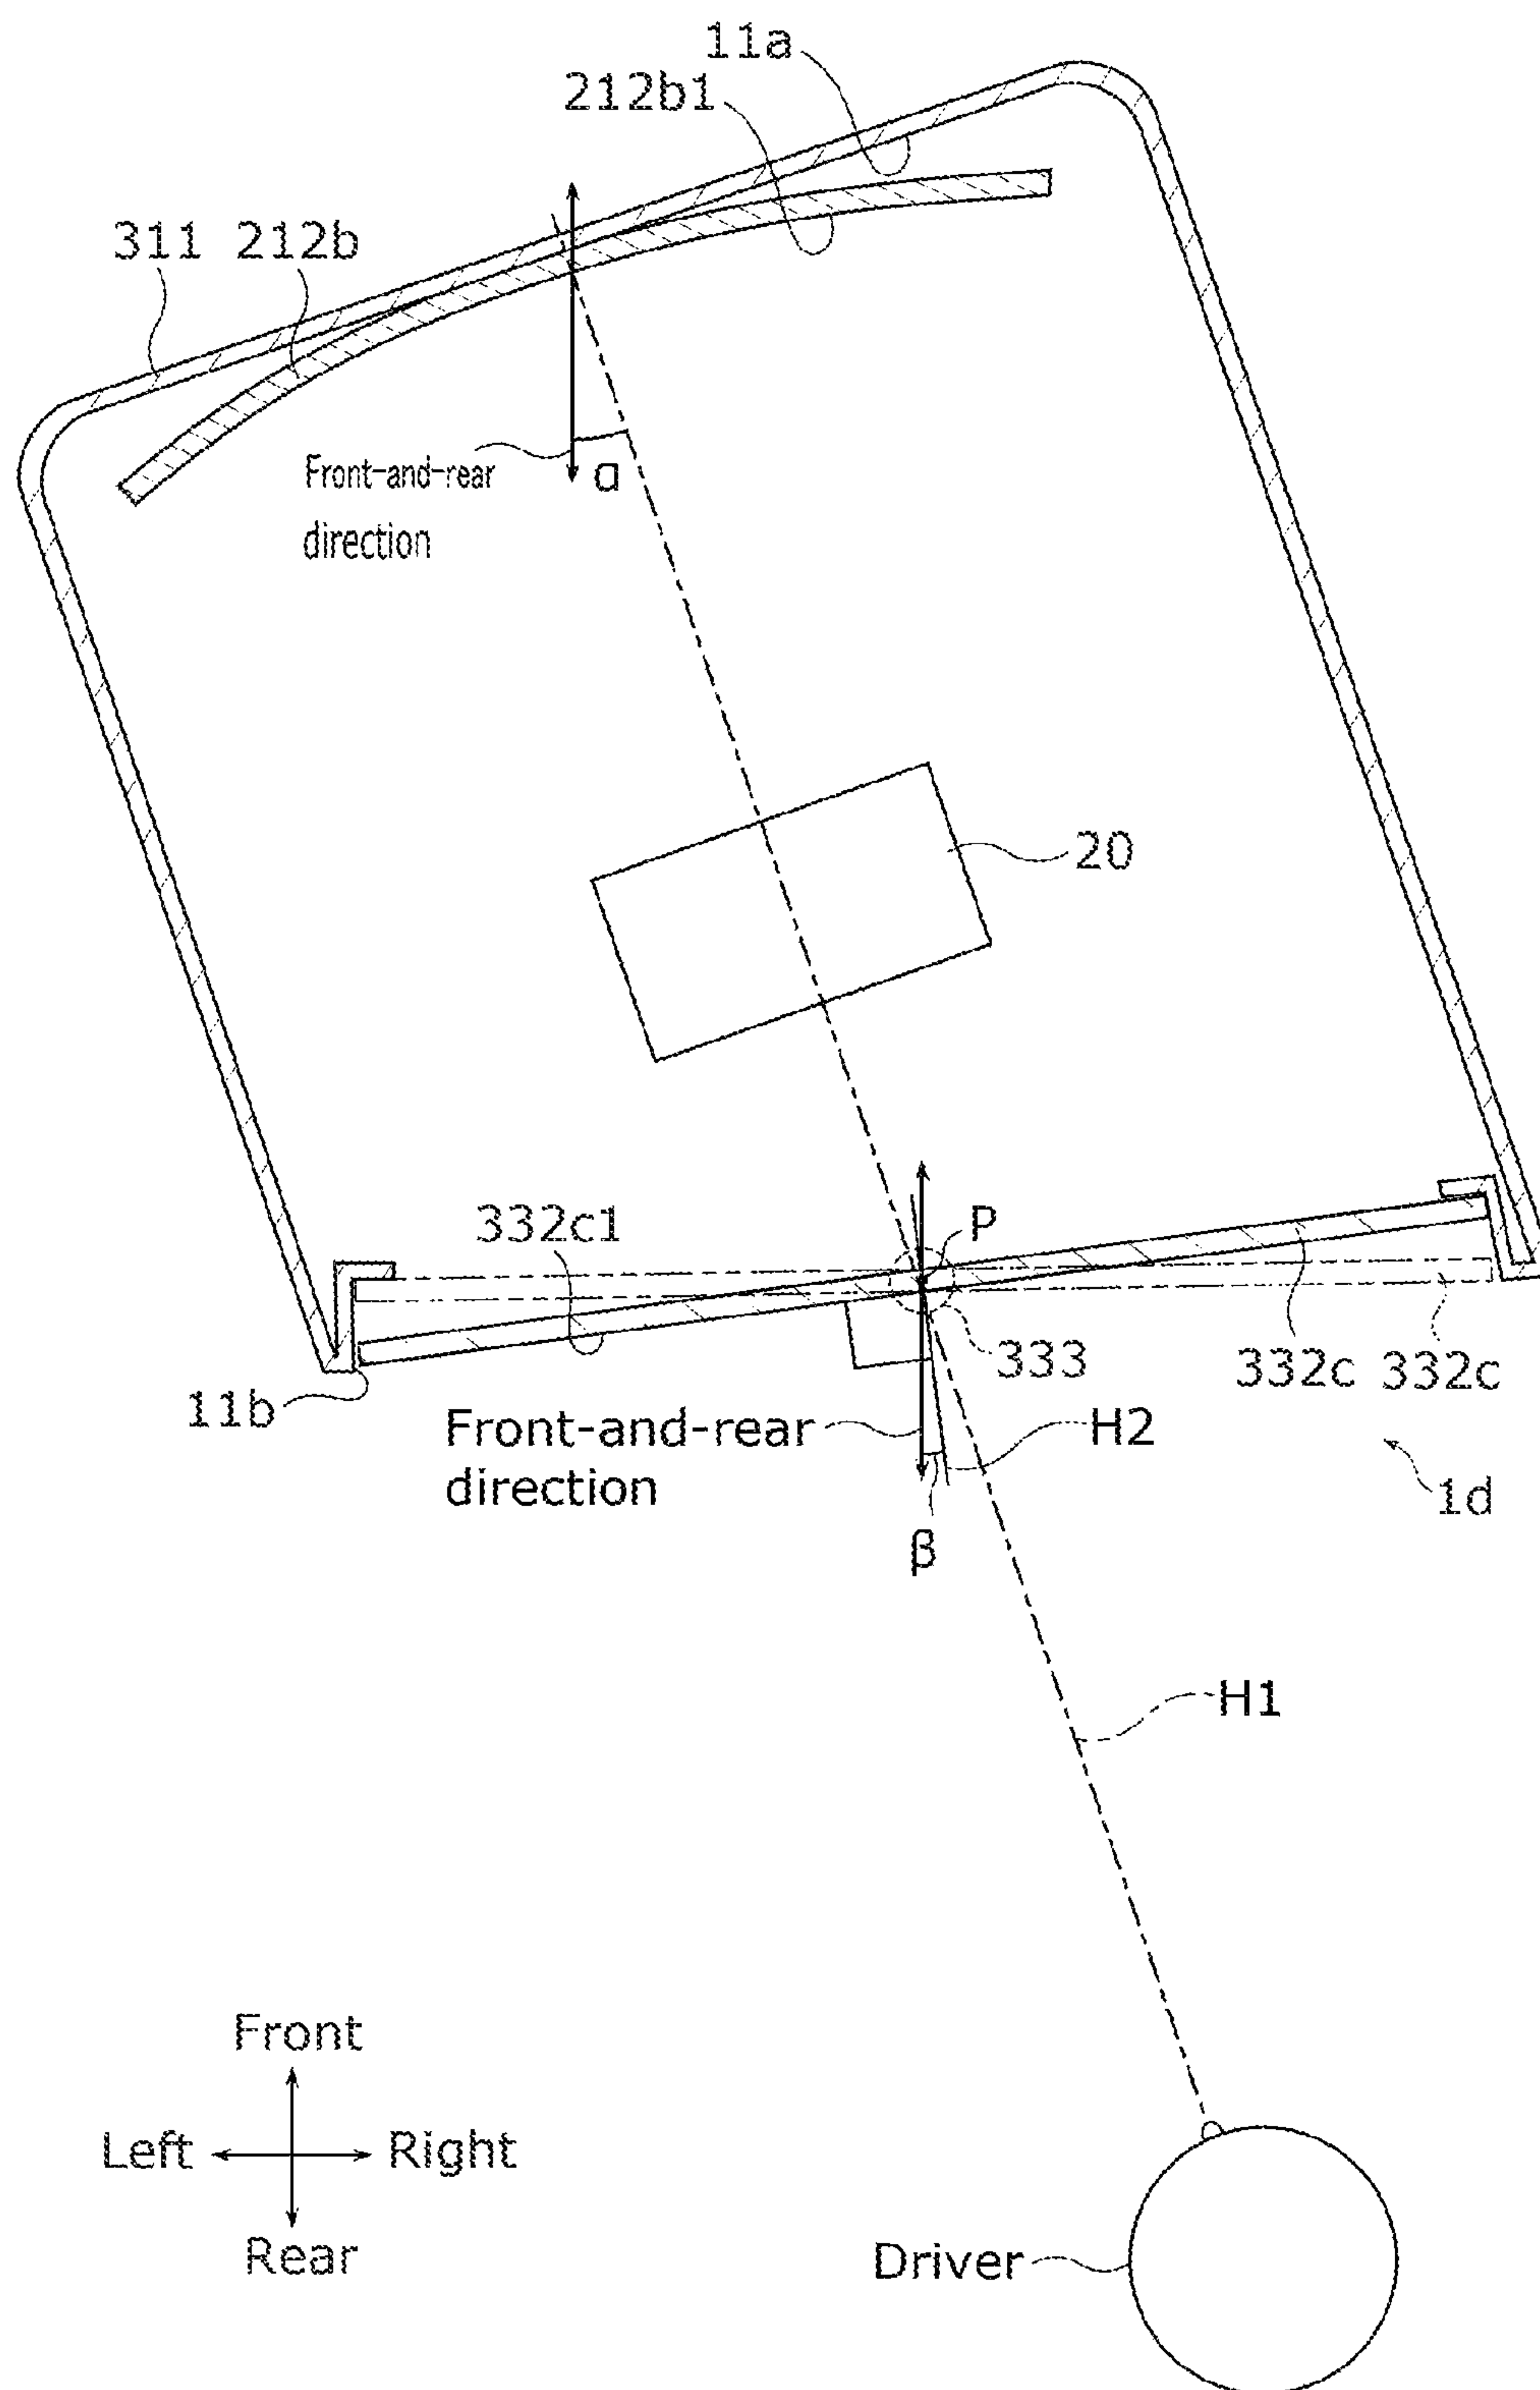 11a
212b1
311 212b
Front-and-rear
direction
α
20
332c1
P
333
332c 332c
11b
Front-and-rear
direction
H2
1d
β
H1
Front
Left Right
Rear
Driver